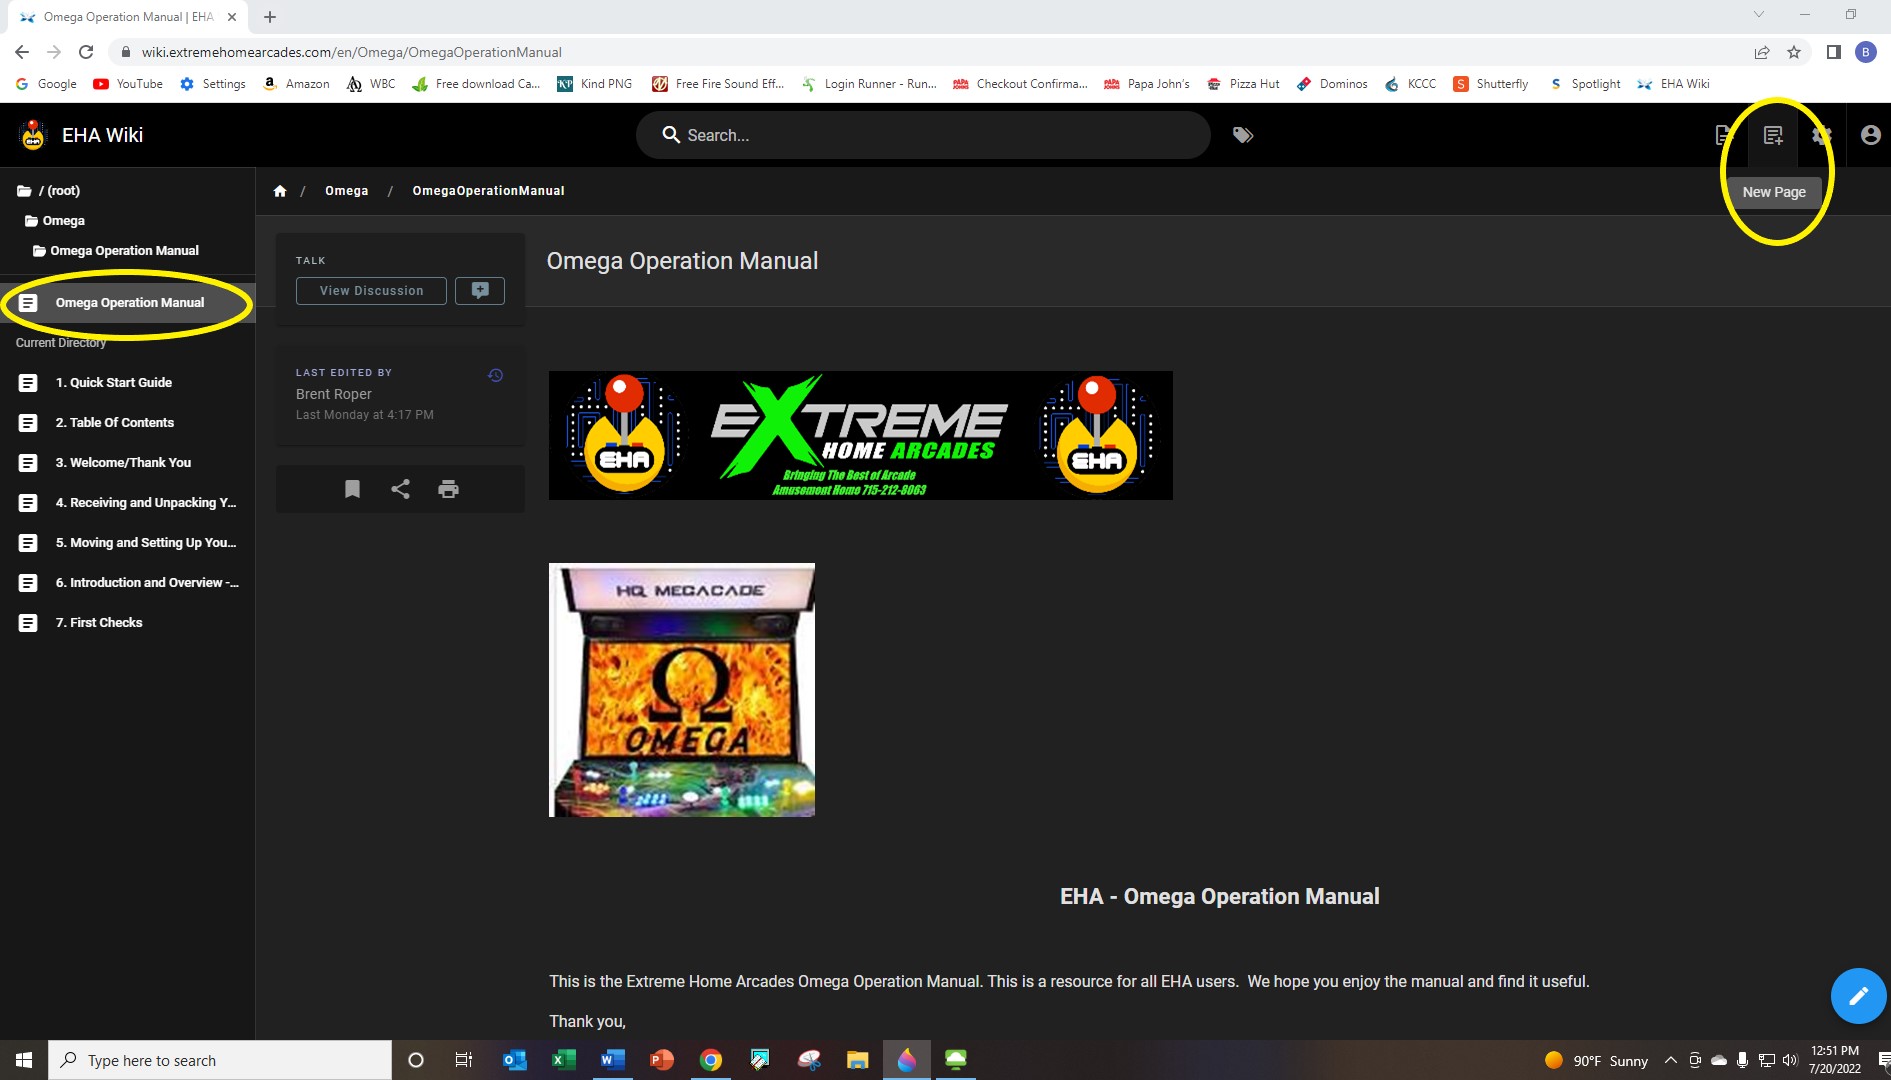 Omega Operation Manual | EHA
wiki.extremehomearcades.com/en/Omega/OmegaOperationManual
B
Google YouTube Settings Amazon WBC Free download Ca... Kind PNG Free Fire Sound Eff... Login Runner - Run... Checkout Confirma... Papa John's Pizza Hut Dominos KCCC Shutterfly Spotlight EHA Wiki
EHA Wiki
Search...
New Page
/ (root)
Omega
Omega Operation Manual
/ Omega / OmegaOperationManual
Omega Operation Manual
Current Directory
1. Quick Start Guide
2. Table Of Contents
3. Welcome/Thank You
4. Receiving and Unpacking Y...
5. Moving and Setting Up You...
6. Introduction and Overview -...
7. First Checks
TALK
View Discussion
LAST EDITED BY
Brent Roper
Last Monday at 4:17 PM
Omega Operation Manual
EHA
EXTREME
HOME ARCADES
Bringing The Best of Arcade
Amusement Home 715-212-8063
EHA
HQ MEGACADE
Ω
OMEGA
EHA - Omega Operation Manual
This is the Extreme Home Arcades Omega Operation Manual. This is a resource for all EHA users.  We hope you enjoy the manual and find it useful.
Thank you,
Type here to search
90°F Sunny
12:51 PM
7/20/2022